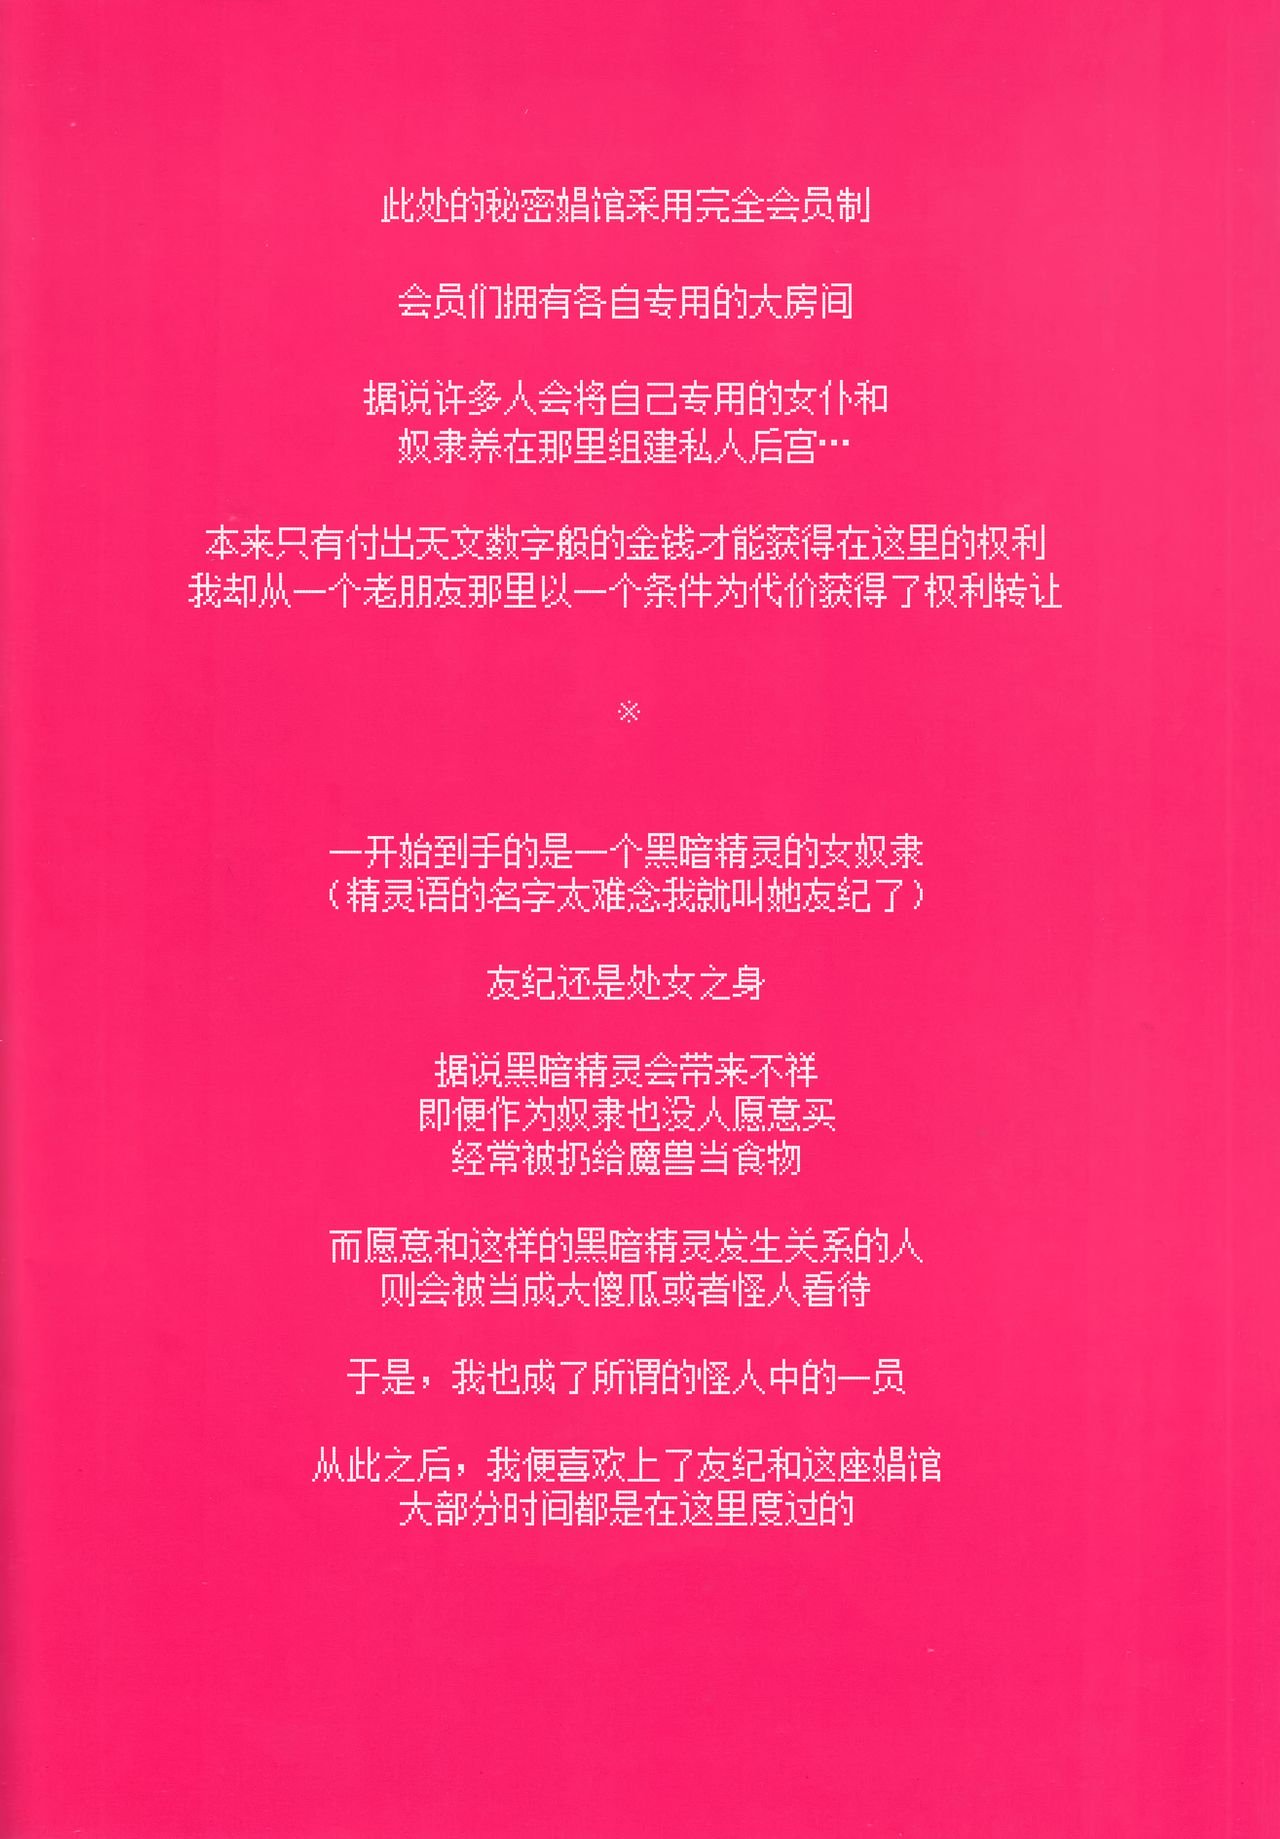 此处的秘密娼馆采用完全会员制
会员们拥有各自专用的大房间
据说许多人会将自己专用的女仆和
奴隶养在那里组建私人后宫…
本来只有付出天文数字般的金钱才能获得在这里的权利
我却从一个老朋友那里以一个条件为代价获得了权利转让
※
一开始到手的是一个黑暗精灵的女奴隶
（精灵语的名字太难念我就叫她友纪了）
友纪还是处女之身
据说黑暗精灵会带来不祥
即便作为奴隶也没人愿意买
经常被扔给魔兽当食物
而愿意和这样的黑暗精灵发生关系的人
则会被当成大傻瓜或者怪人看待
于是，我也成了所谓的怪人中的一员
从此之后，我便喜欢上了友纪和这座娼馆
大部分时间都是在这里度过的